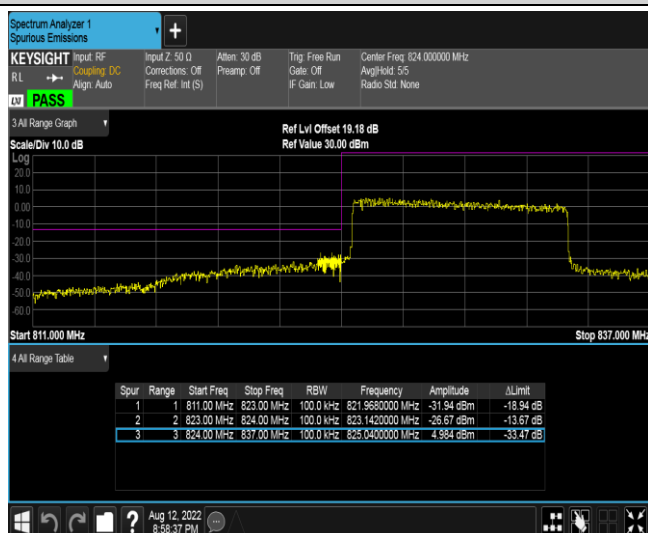 Spectrum Analyzer 1
Spurious Emissions
+
KEYSIGHT Input: RF Input Z: 50 Ω Atten: 30 dB Trig: Free Run Center Freq: 824.000000 MHz
R L Coupling: DC Corrections: Off Preamp: Off Gate: Off Avg|Hold: 5/5
Align: Auto Freq Ref: Int (S) IF Gain: Low Radio Std: None
LXI PASS
3 All Range Graph
Ref Lvl Offset 19.18 dB
Scale/Div 10.0 dB Ref Value 30.00 dBm
Log
20.0
10.0
0.00
-10.0
-20.0
-30.0
-40.0
-50.0
-60.0
Start 811.000 MHz Stop 837.000 MHz
4 All Range Table
Spur Range Start Freq Stop Freq RBW Frequency Amplitude ΔLimit
1 1 811.00 MHz 823.00 MHz 100.0 kHz 821.9680000 MHz -31.94 dBm -18.94 dB
2 2 823.00 MHz 824.00 MHz 100.0 kHz 823.1420000 MHz -26.67 dBm -13.67 dB
3 3 824.00 MHz 837.00 MHz 100.0 kHz 825.0400000 MHz 4.984 dBm -33.47 dB
? Aug 12, 2022
8:58:37 PM